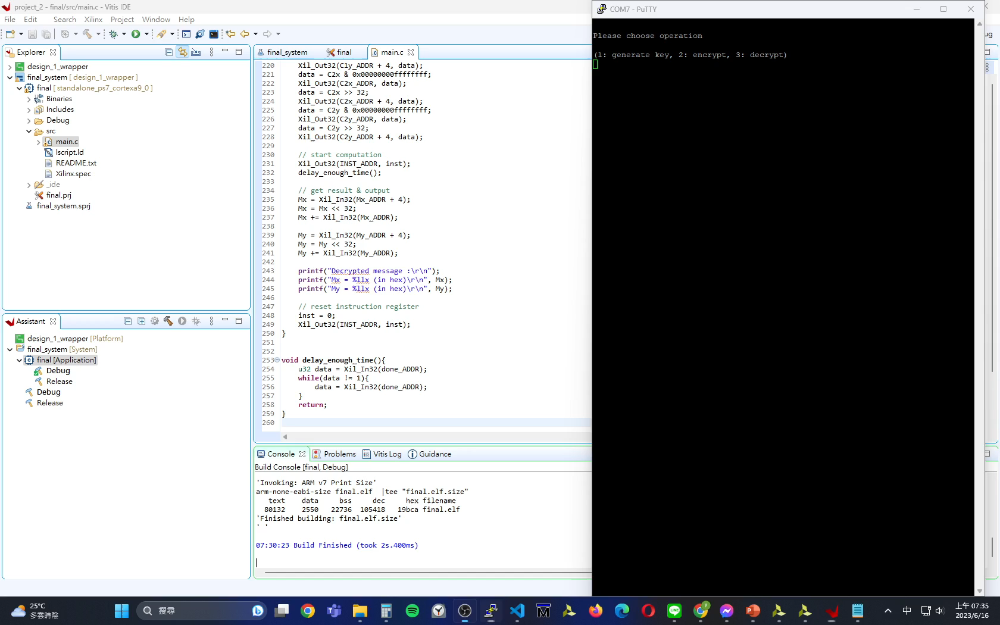 project_2 - final/src/main.c - Vitis IDE
File Edit Search Xilinx Project Window Help
Explorer
design_1_wrapper
final_system [ design_1_wrapper ]
final [ standalone_ps7_cortexa9_0 ]
Binaries
Includes
Debug
src
main.c
lscript.ld
README.txt
Xilinx.spec
_ide
final.prj
final_system.sprj
Assistant
design_1_wrapper [Platform]
final_system [System]
final [Application]
Debug
Release
Debug
Release
final_system final main.c
220 Xil_Out32(C1y_ADDR + 4, data);
221 data = C2x & 0x00000000ffffffff;
222 Xil_Out32(C2x_ADDR, data);
223 data = C2x >> 32;
224 Xil_Out32(C2x_ADDR + 4, data);
225 data = C2y & 0x00000000ffffffff;
226 Xil_Out32(C2y_ADDR, data);
227 data = C2y >> 32;
228 Xil_Out32(C2y_ADDR + 4, data);
229
230 // start computation
231 Xil_Out32(INST_ADDR, inst);
232 delay_enough_time();
233
234 // get result & output
235 Mx = Xil_In32(Mx_ADDR + 4);
236 Mx = Mx << 32;
237 Mx += Xil_In32(Mx_ADDR);
238
239 My = Xil_In32(My_ADDR + 4);
240 My = My << 32;
241 My += Xil_In32(My_ADDR);
242
243 printf("Decrypted message :\r\n");
244 printf("Mx = %llx (in hex)\r\n", Mx);
245 printf("My = %llx (in hex)\r\n", My);
246
247 // reset instruction register
248 inst = 0;
249 Xil_Out32(INST_ADDR, inst);
250 }
251
252
253 void delay_enough_time(){
254 u32 data = Xil_In32(done_ADDR);
255 while(data != 1){
256 data = Xil_In32(done_ADDR);
257 }
258 return;
259 }
260
Console Problems Vitis Log Guidance
Build Console [final, Debug]
'Invoking: ARM v7 Print Size'
arm-none-eabi-size final.elf |tee "final.elf.size"
text data bss dec hex filename
80132 2550 22736 105418 19bca final.elf
'Finished building: final.elf.size'
' '
07:30:23 Build Finished (took 2s.400ms)
COM7 - PuTTY
Please choose operation
(1: generate key, 2: encrypt, 3: decrypt)
ug
25°C
多雲時陰
搜尋
中
上午 07:35
2023/6/16